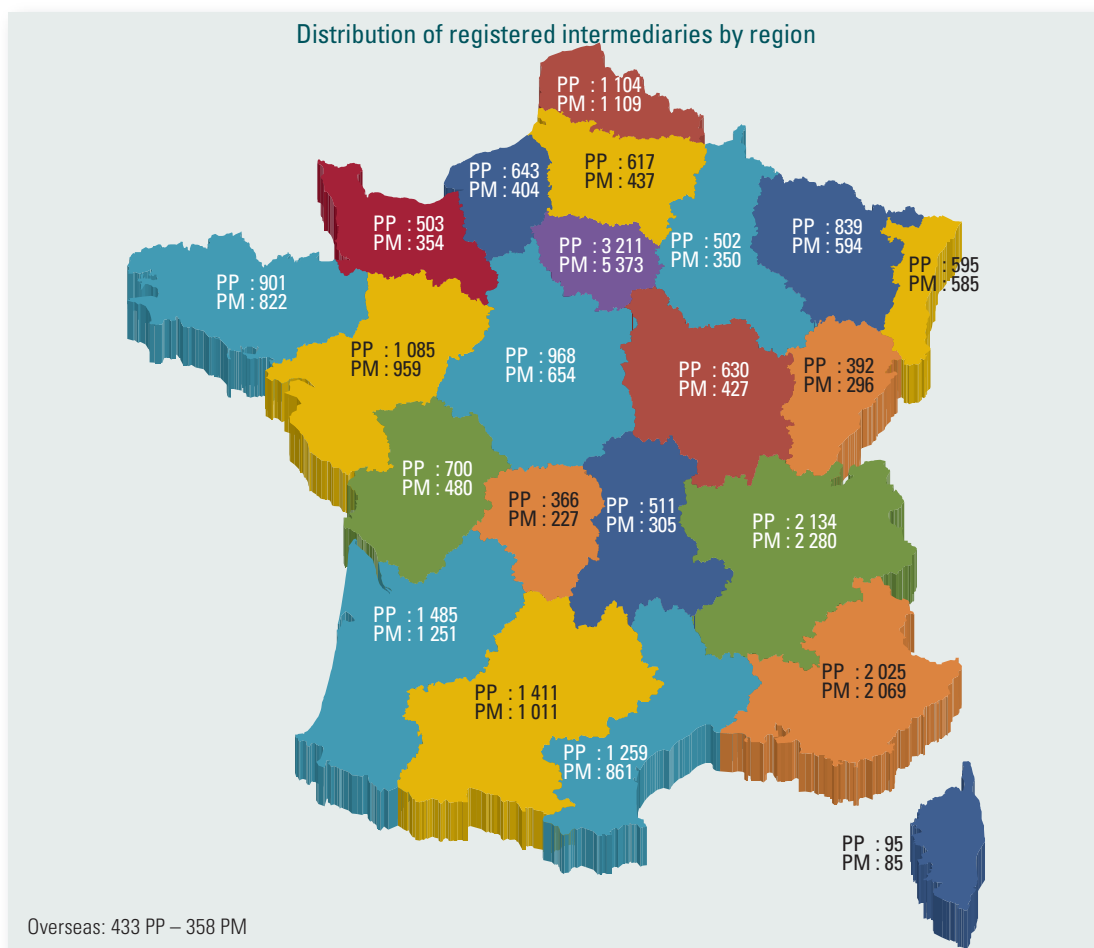 Distribution of registered intermediaries by region
PP : 1 104
PM : 1 109
PP : 617
PM : 437
PP : 643
PM : 404
PP : 839
PM : 594
PP : 503
PM : 354
PP : 3 211
PM : 5 373
PP : 502
PM : 350
PP : 595
PM : 585
PP : 901
PM : 822
PP : 1 085
PM : 959
PP : 968
PM : 654
PP : 630
PM : 427
PP : 392
PM : 296
PP : 700
PM : 480
PP : 366
PM : 227
PP : 511
PM : 305
PP : 2 134
PM : 2 280
PP : 1 485
PM : 1 251
PP : 2 025
PM : 2 069
PP : 1 411
PM : 1 011
PP : 1 259
PM : 861
PP : 95
PM : 85
Overseas: 433 PP – 358 PM